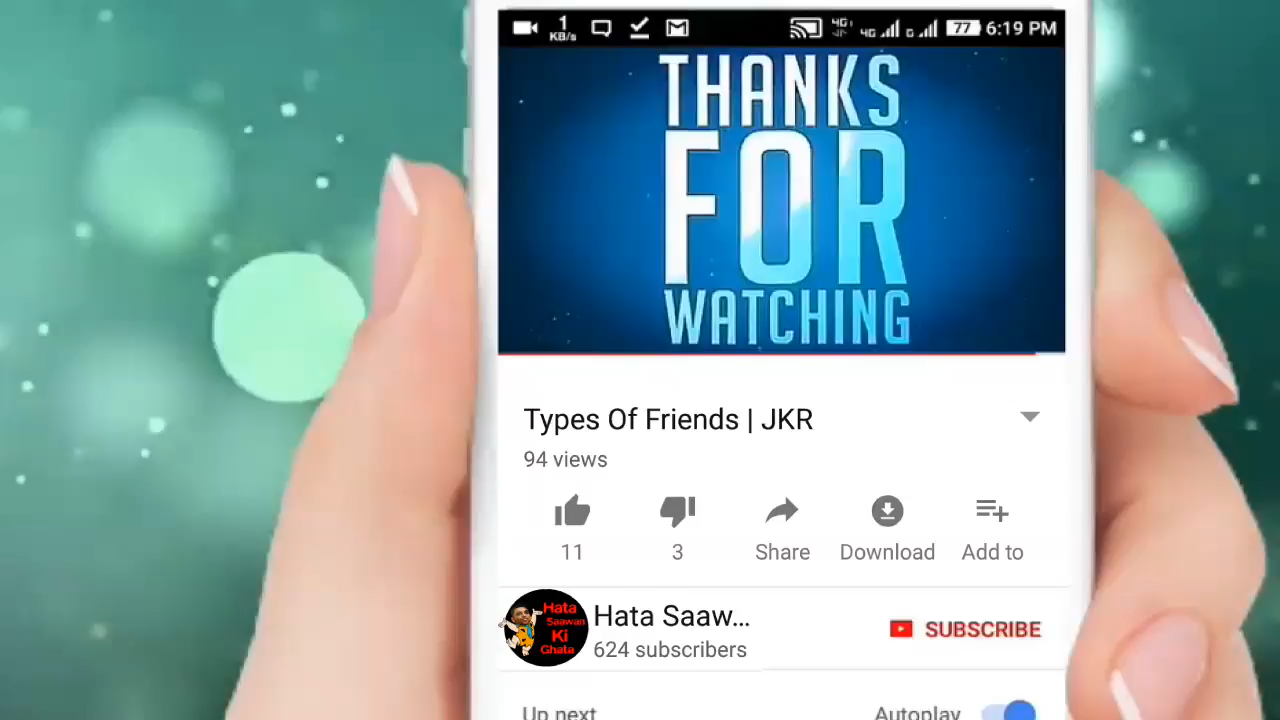 1
KB/s
4G
4G
G
77
6:19 PM
THANKS
FOR
WATCHING
Types Of Friends | JKR
94 views
11
3
Share
Download
Add to
Hata
Saawan
Ki
Ghata
Hata Saaw...
624 subscribers
SUBSCRIBE
Up next
Autoplay